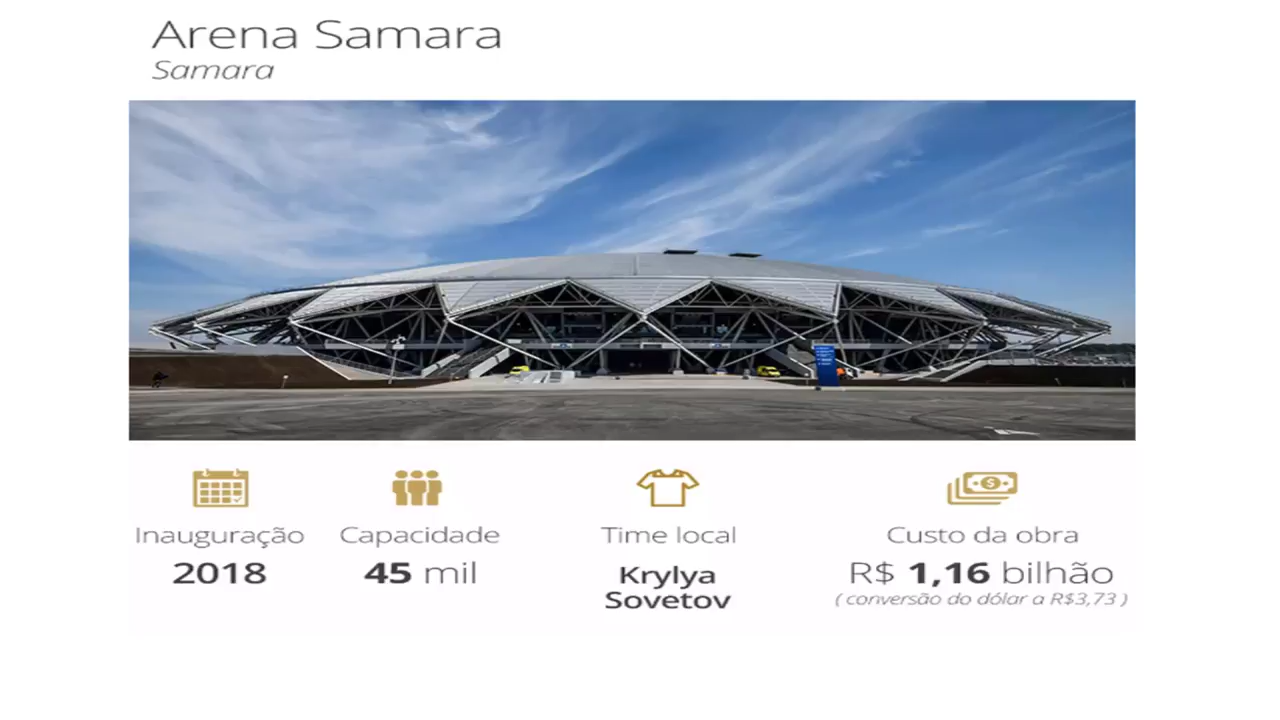 Arena Samara
Samara
Inauguração
2018
Capacidade
45 mil
Time local
Krylya
Sovetov
Custo da obra
R$ 1,16 bilhão
( conversão do dólar a R$3,73 )